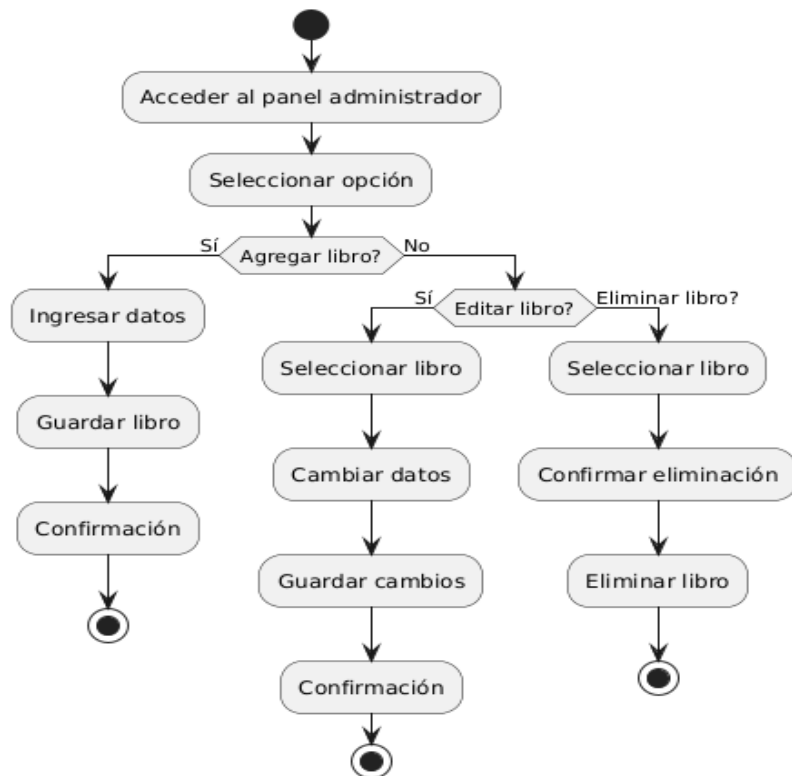 Acceder al panel administrador
Seleccionar opción
Sí
Agregar libro?
No
Ingresar datos
Guardar libro
Confirmación
Sí
Editar libro?
Eliminar libro?
Seleccionar libro
Cambiar datos
Guardar cambios
Confirmación
Seleccionar libro
Confirmar eliminación
Eliminar libro